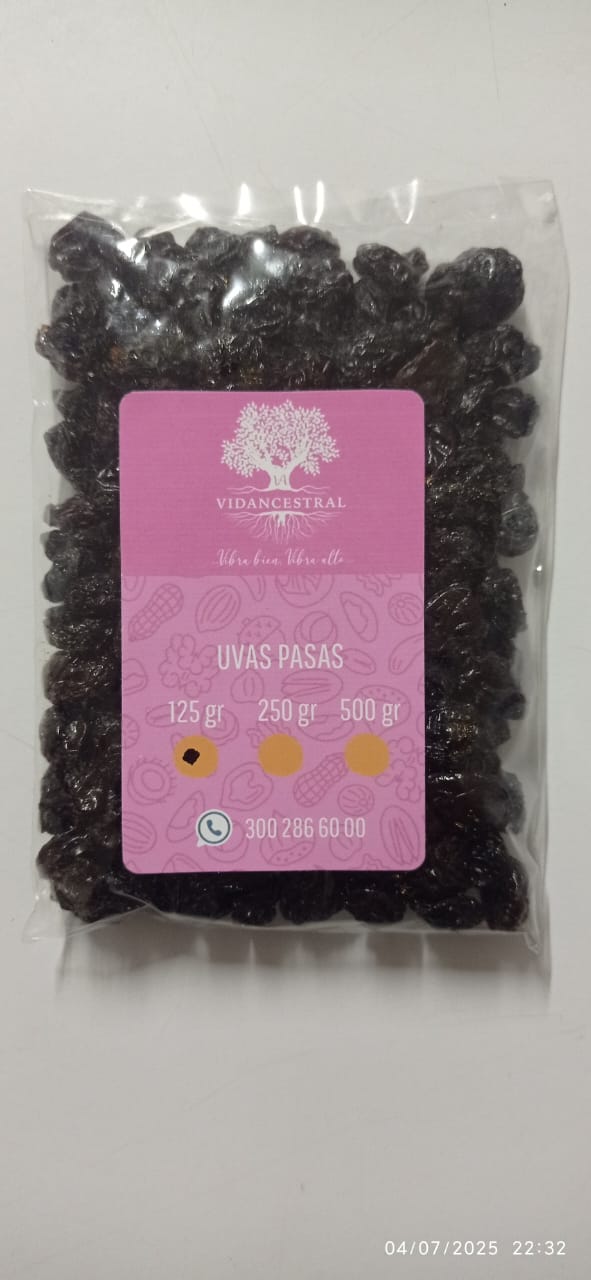 VA
VIDANCESTRAL
Vibra bien, Vibra alto
UVAS PASAS
125 gr 250 gr 500 gr
300 286 60 00
04/07/2025 22:32